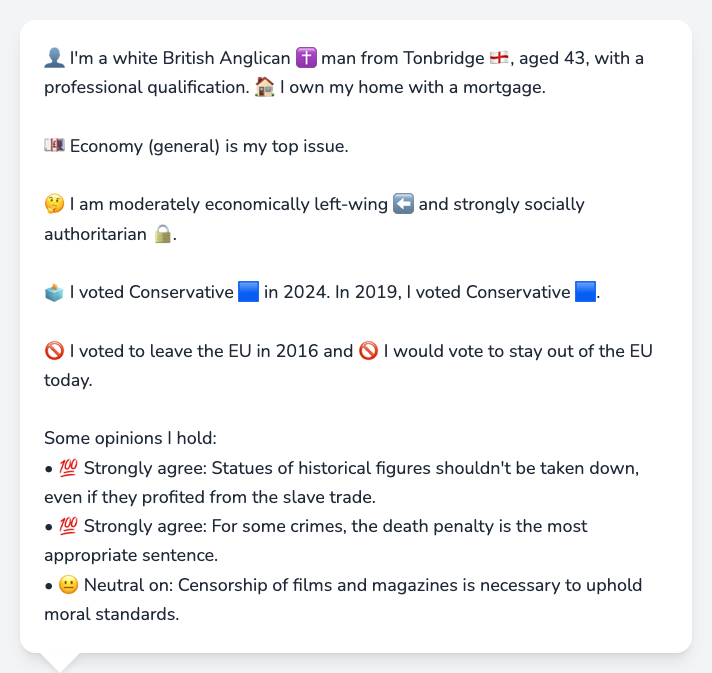 👤 I'm a white British Anglican ✝️ man from Tonbridge 🏴󠁧󠁢󠁥󠁮󠁧󠁿, aged 43, with a
professional qualification. 🏠 I own my home with a mortgage.
💷 Economy (general) is my top issue.
🤔 I am moderately economically left-wing ⬅️ and strongly socially
authoritarian 🔒.
🗳️ I voted Conservative 🟦 in 2024. In 2019, I voted Conservative 🟦.
🚫 I voted to leave the EU in 2016 and 🚫 I would vote to stay out of the EU
today.
Some opinions I hold:
• 💯 Strongly agree: Statues of historical figures shouldn't be taken down,
even if they profited from the slave trade.
• 💯 Strongly agree: For some crimes, the death penalty is the most
appropriate sentence.
• 😐 Neutral on: Censorship of films and magazines is necessary to uphold
moral standards.